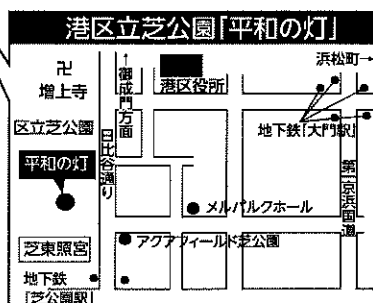 港区立芝公園「平和の灯」
浜松町→
卍
増上寺
↑御成門方面
港区役所
区立芝公園
地下鉄「大門駅」
日比谷通り
平和の灯
第一京浜国道
メルパルクホール
芝東照宮
アクアフィールド芝公園
地下鉄
「芝公園駅」